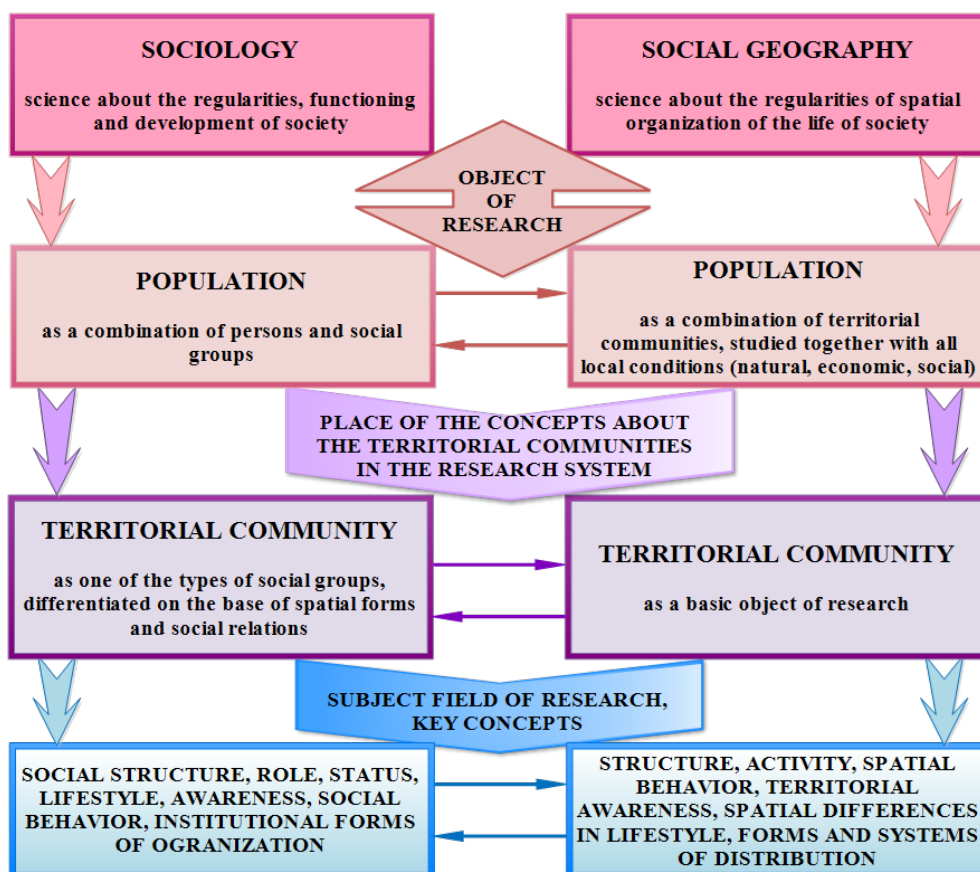 SOCIOLOGY
science about the regularities, functioning
and development of society
SOCIAL GEOGRAPHY
science about the regularities of spatial
organization of the life of society
OBJECT
OF
RESEARCH
POPULATION
as a combination of persons and social
groups
POPULATION
as a combination of territorial
communities, studied together with all
local conditions (natural, economic, social)
PLACE OF THE CONCEPTS ABOUT
THE TERRITORIAL COMMUNITIES
IN THE RESEARCH SYSTEM
TERRITORIAL COMMUNITY
as one of the types of social groups,
differentiated on the base of spatial forms
and social relations
TERRITORIAL COMMUNITY
as a basic object of research
SUBJECT FIELD OF RESEARCH,
KEY CONCEPTS
SOCIAL STRUCTURE, ROLE, STATUS,
LIFESTYLE, AWARENESS, SOCIAL
BEHAVIOR, INSTITUTIONAL FORMS
OF OGRANIZATION
STRUCTURE, ACTIVITY, SPATIAL
BEHAVIOR, TERRITORIAL
AWARENESS, SPATIAL DIFFERENCES
IN LIFESTYLE, FORMS AND SYSTEMS
OF DISTRIBUTION